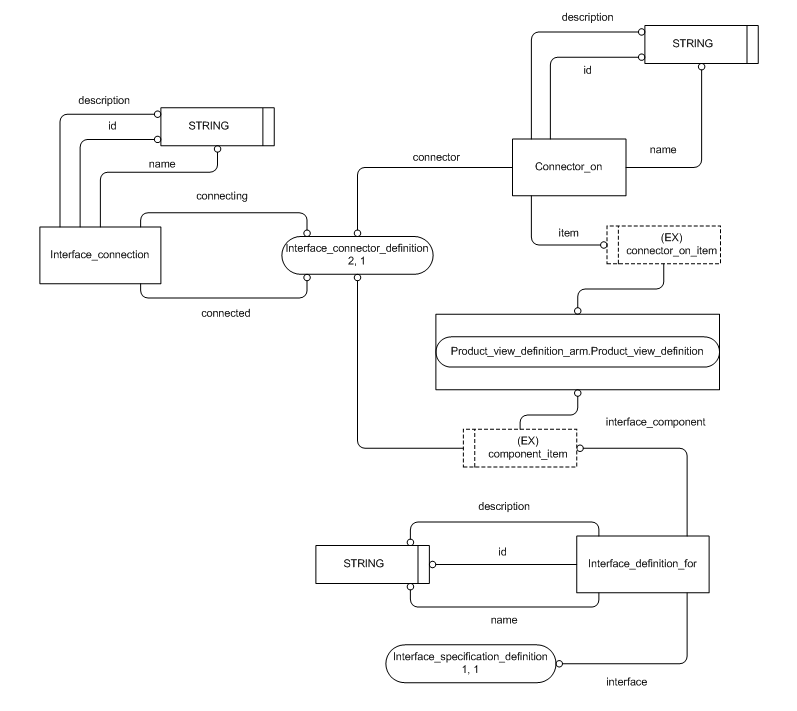 description
STRING
id
name
Connector_on
connector
item
(EX)
connector_on_item
description
id
STRING
name
connecting
Interface_connection
Interface_connector_definition
2, 1
connected
Product_view_definition_arm.Product_view_definition
interface_component
(EX)
component_item
description
STRING
id
Interface_definition_for
name
Interface_specification_definition
1, 1
interface